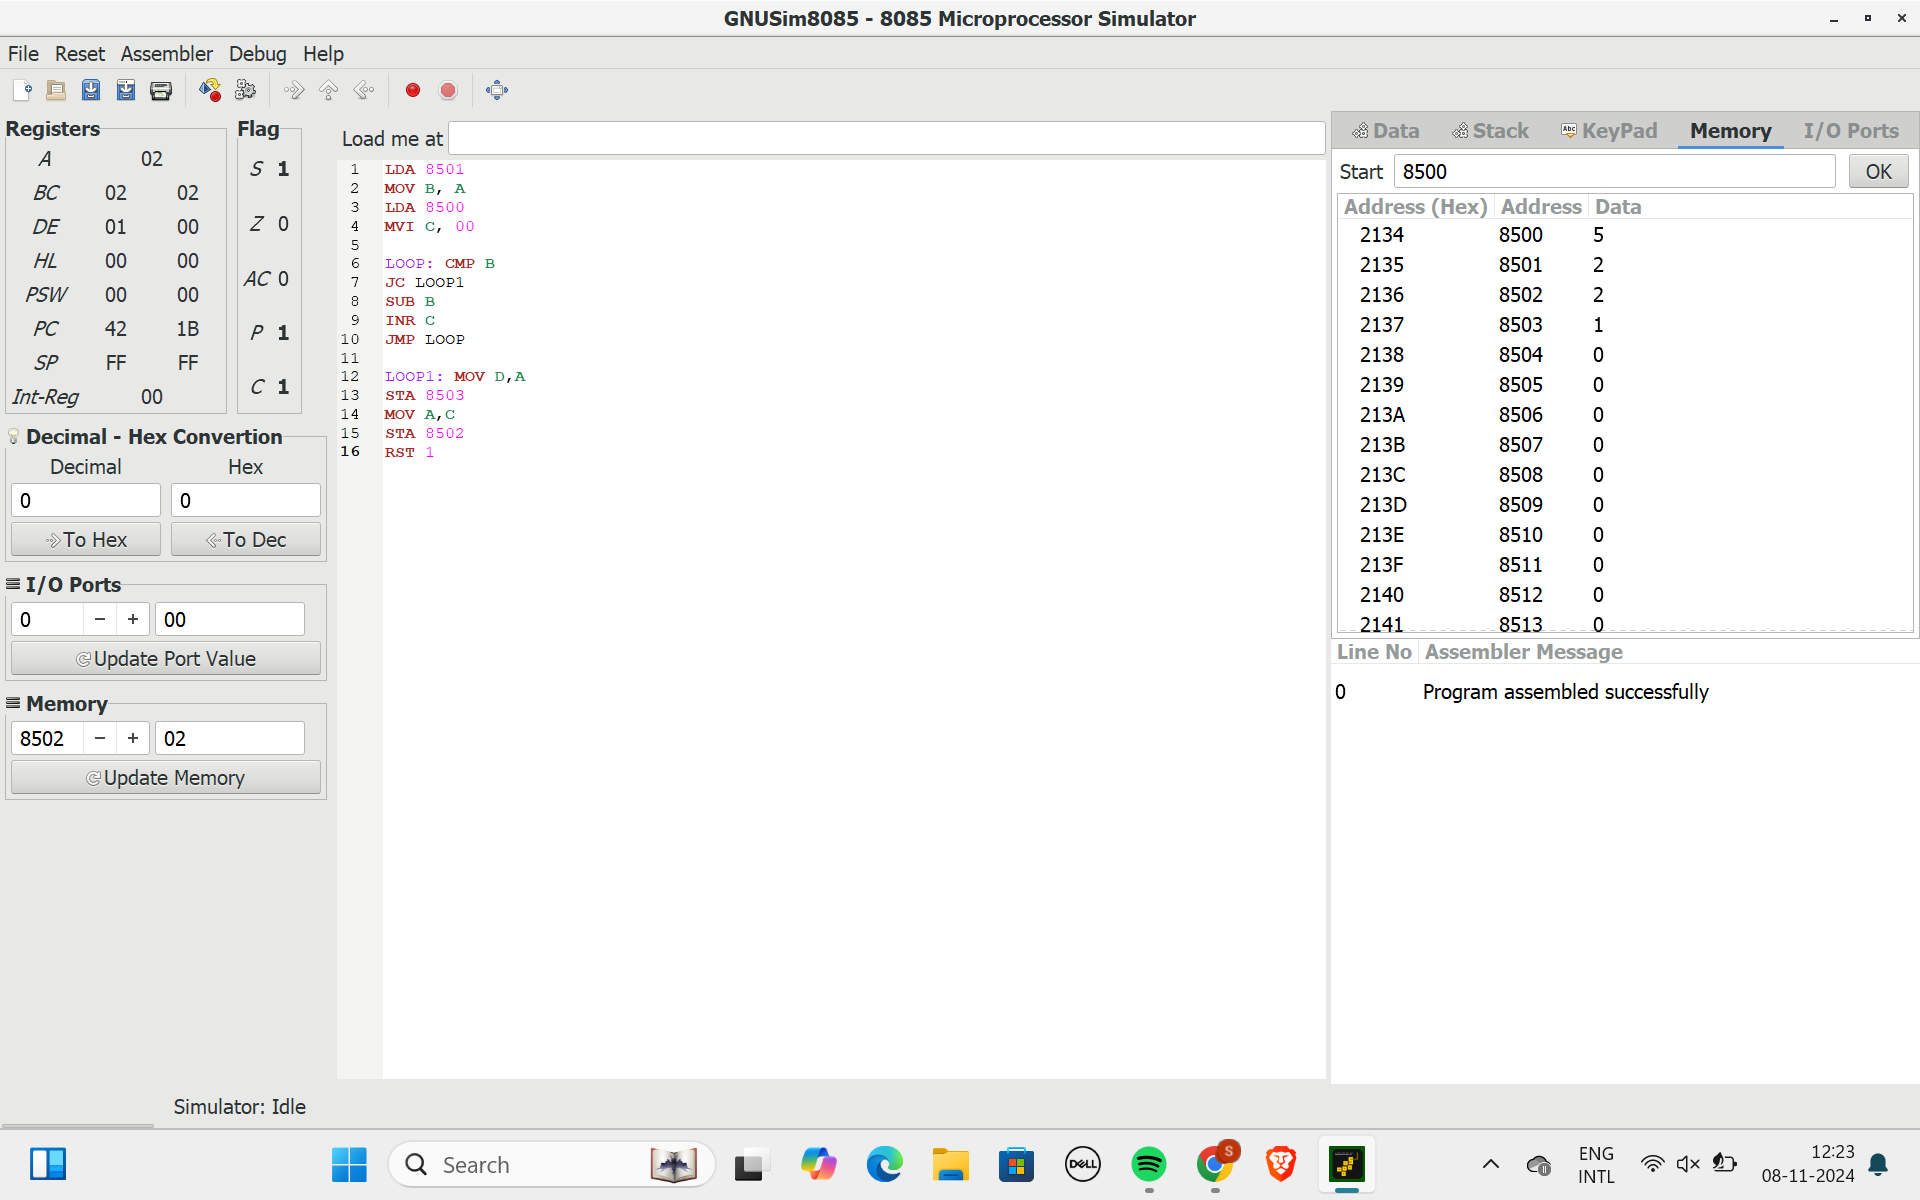 GNUSim8085 - 8085 Microprocessor Simulator
File Reset Assembler Debug Help
Registers
A 02
BC 02 02
DE 01 00
HL 00 00
PSW 00 00
PC 42 1B
SP FF FF
Int-Reg 00
Flag
S 1
Z 0
AC 0
P 1
C 1
Decimal - Hex Convertion
Decimal Hex
0 0
To Hex To Dec
I/O Ports
0 − + 00
Update Port Value
Memory
8502 − + 02
Update Memory
Load me at
1 LDA 8501
2 MOV B, A
3 LDA 8500
4 MVI C, 00
5
6 LOOP: CMP B
7 JC LOOP1
8 SUB B
9 INR C
10 JMP LOOP
11
12 LOOP1: MOV D,A
13 STA 8503
14 MOV A,C
15 STA 8502
16 RST 1
Data Stack Abc KeyPad Memory I/O Ports
Start 8500 OK
Address (Hex) Address Data
2134 8500 5
2135 8501 2
2136 8502 2
2137 8503 1
2138 8504 0
2139 8505 0
213A 8506 0
213B 8507 0
213C 8508 0
213D 8509 0
213E 8510 0
213F 8511 0
2140 8512 0
2141 8513 0
Line No Assembler Message
0 Program assembled successfully
Simulator: Idle
Search
DELL
S
ENG
INTL
12:23
08-11-2024